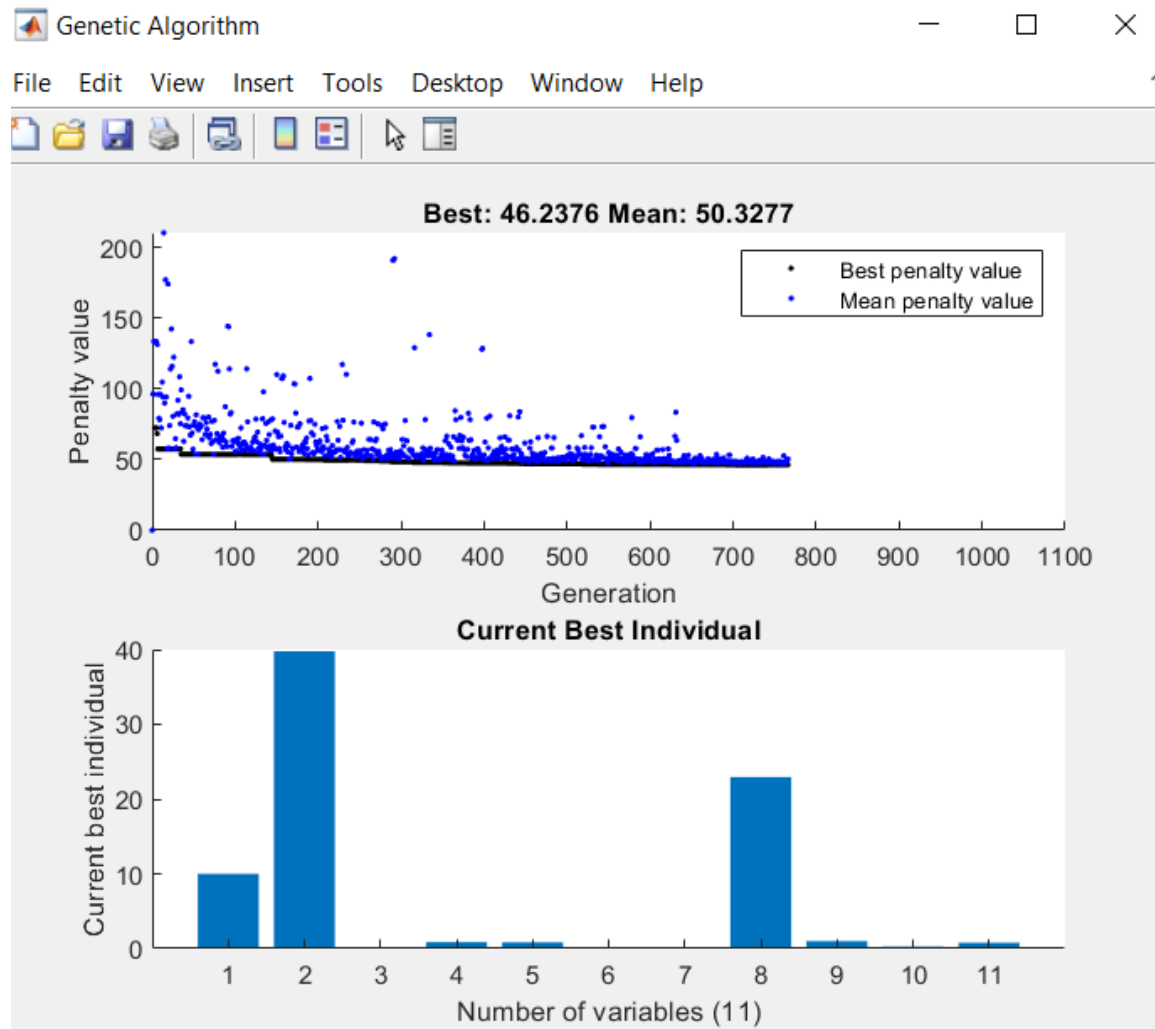 Genetic Algorithm
File Edit View Insert Tools Desktop Window Help
Best: 46.2376 Mean: 50.3277
Best penalty value
Mean penalty value
Penalty value
200
150
100
50
0
0 100 200 300 400 500 600 700 800 900 1000 1100
Generation
Current Best Individual
Current best individual
40
30
20
10
0
1 2 3 4 5 6 7 8 9 10 11
Number of variables (11)